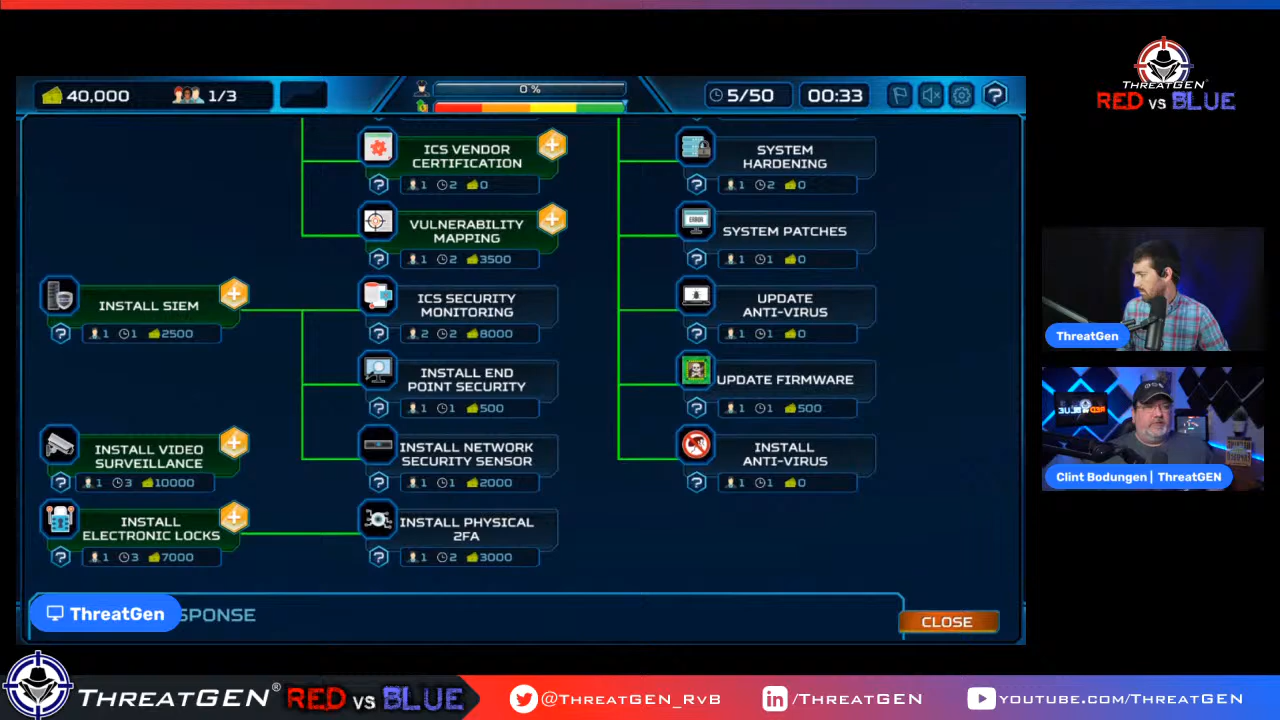 THREATGEN®
RED vs BLUE
40,000
1/3
0 %
5/50
00:33
?
ICS VENDOR
CERTIFICATION
? 1 2 0
VULNERABILITY
MAPPING
? 1 2 3500
INSTALL SIEM
? 1 1 2500
ICS SECURITY
MONITORING
? 2 2 8000
INSTALL END
POINT SECURITY
? 1 1 500
INSTALL VIDEO
SURVEILLANCE
? 1 3 10000
INSTALL NETWORK
SECURITY SENSOR
? 1 1 2000
INSTALL
ELECTRONIC LOCKS
? 1 3 7000
INSTALL PHYSICAL
2FA
? 1 2 3000
SYSTEM
HARDENING
? 1 2 0
ERROR
SYSTEM PATCHES
? 1 1 0
UPDATE
ANTI-VIRUS
? 1 1 0
UPDATE FIRMWARE
? 1 1 500
INSTALL
ANTI-VIRUS
? 1 1 0
ThreatGen
SPONSE
CLOSE
ThreatGen
Clint Bodungen | ThreatGEN
THREATGEN® RED vs BLUE
@THREATGEN_RVB
/THREATGEN
YOUTUBE.COM/THREATGEN